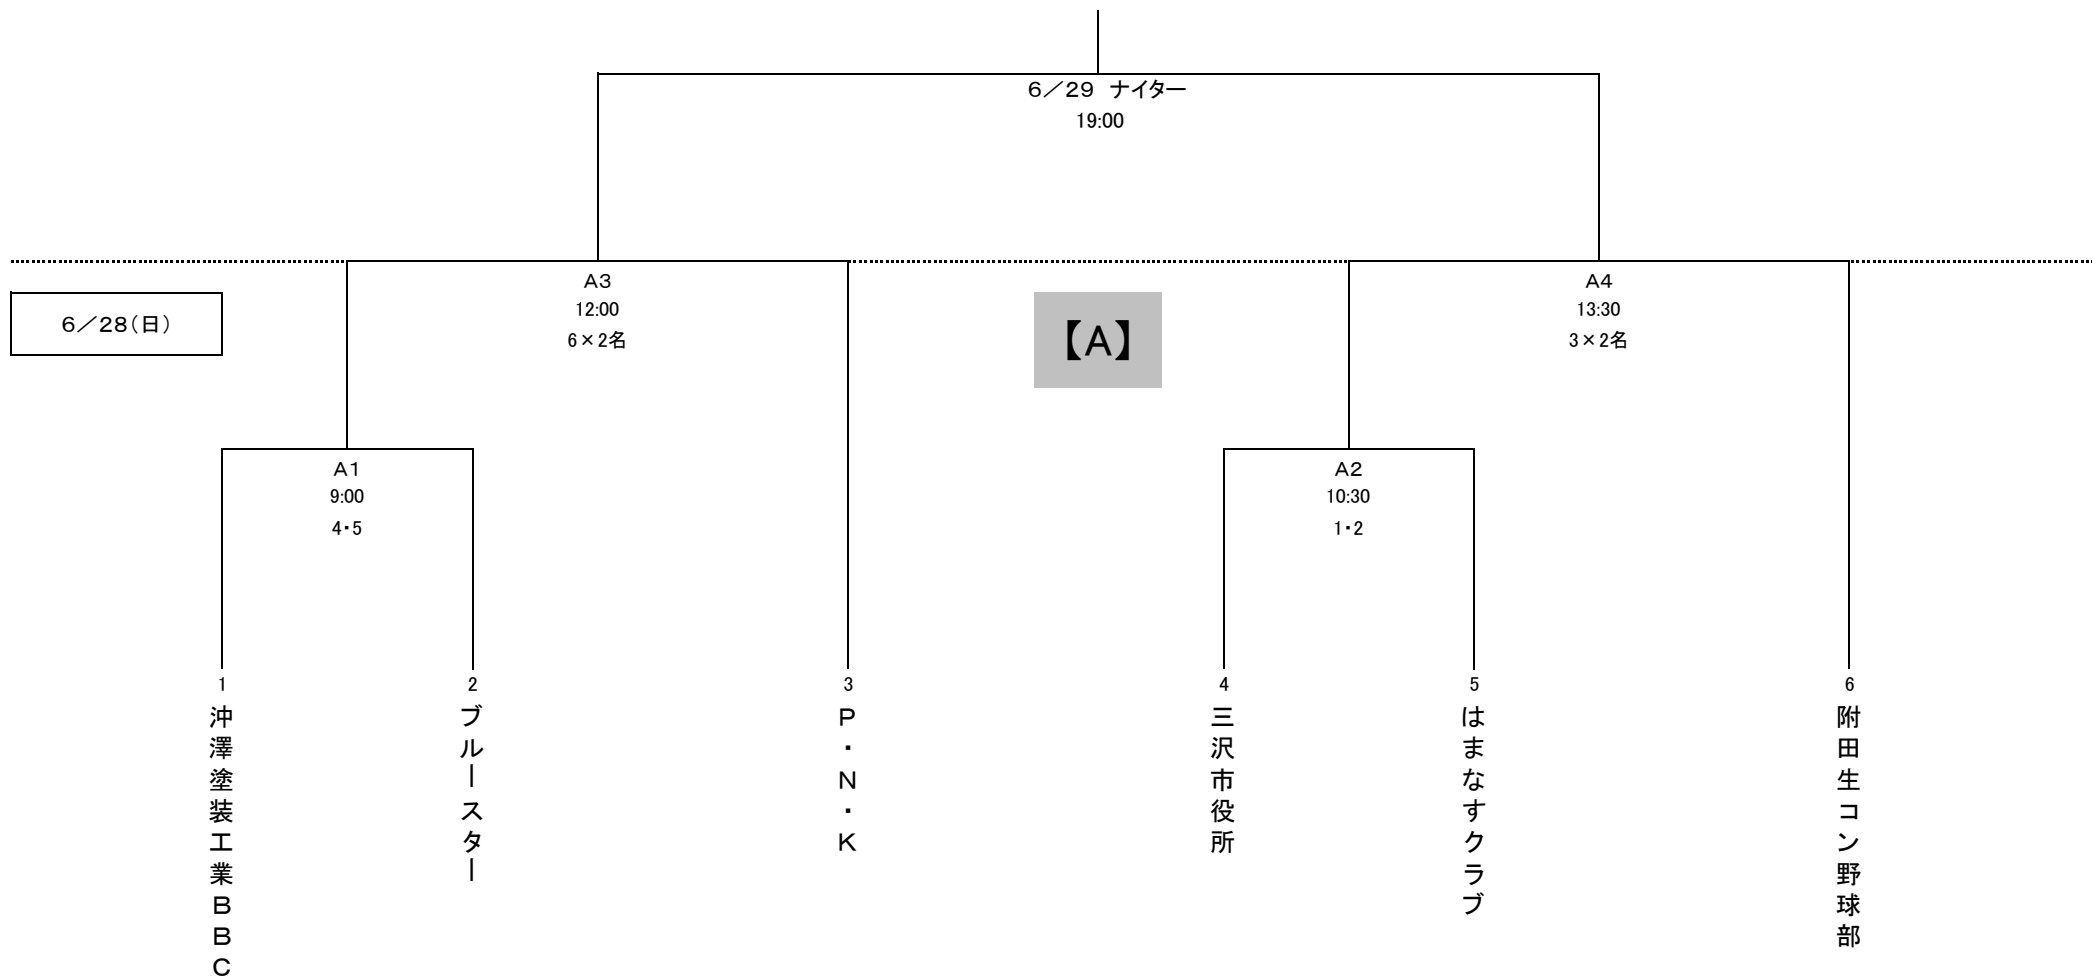 6／29　ナイター
19:00
A3
12:00
6×2名
A4
13:30
3×2名
6／28(日)
【A】
A1
9:00
4・5
A2
10:30
1・2
1
沖澤塗装工業BBC
2
ブルースター
3
P・N・K
4
三沢市役所
5
はまなすクラブ
6
附田生コン野球部